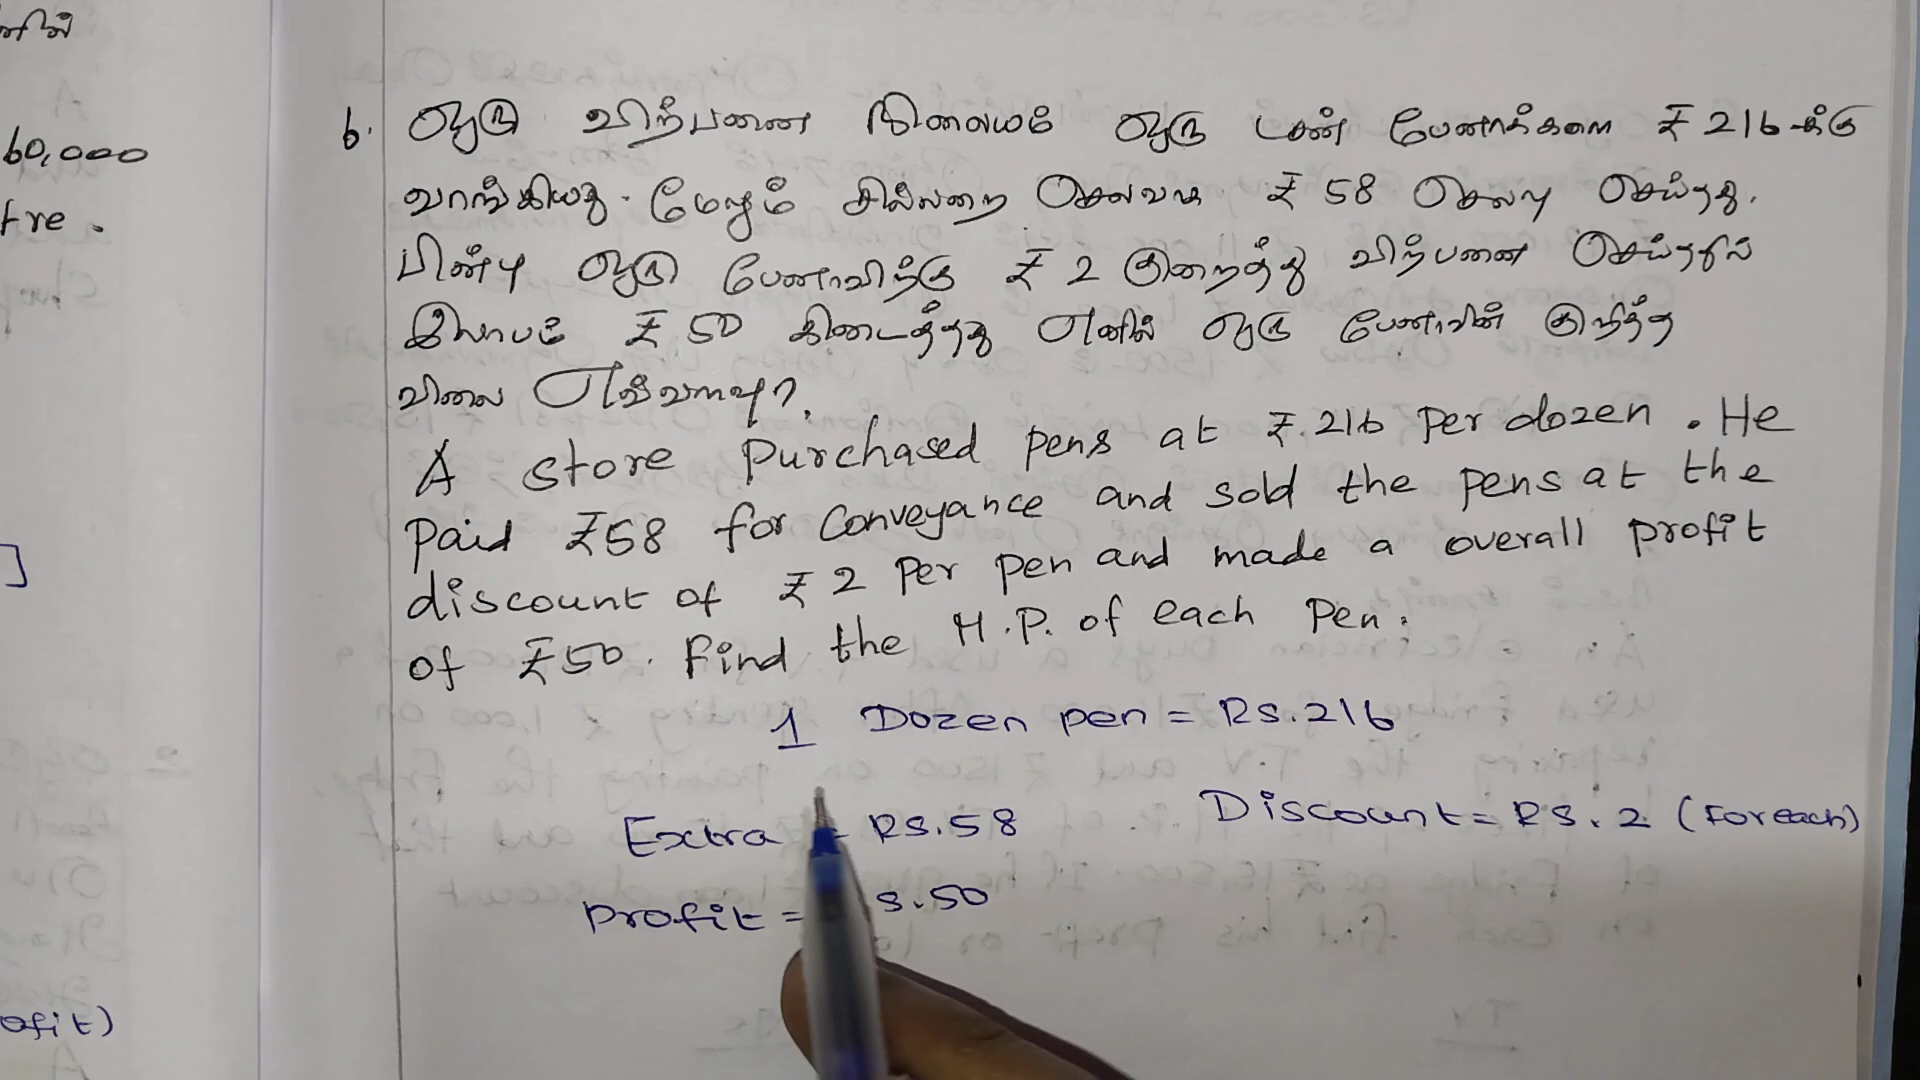 னில்
60,000
fre.
]
ofit)
6. ஒரு விற்பனை நிலையம் ஒரு டசன் பேனாக்களை ₹ 216-க்கு
வாங்கியது. மேலும் சில்லறை செலவாக ₹ 58 செலவு செய்தது.
பின்பு ஒரு பேனாவிற்கு ₹ 2 குறைத்து விற்பனை செய்ததில்
இலாபம் ₹ 50 கிடைத்தது எனில் ஒரு பேனாவின் குறித்த
விலை எவ்வளவு?
A store purchased pens at ₹.216 per dozen. He
paid ₹58 for conveyance and sold the pens at the
discount of ₹ 2 per pen and made a overall profit
of ₹50. Find the M.P. of each pen.
1 Dozen pen = RS.216
Extra = RS.58 Discount = RS.2 (For each)
Profit = S.50